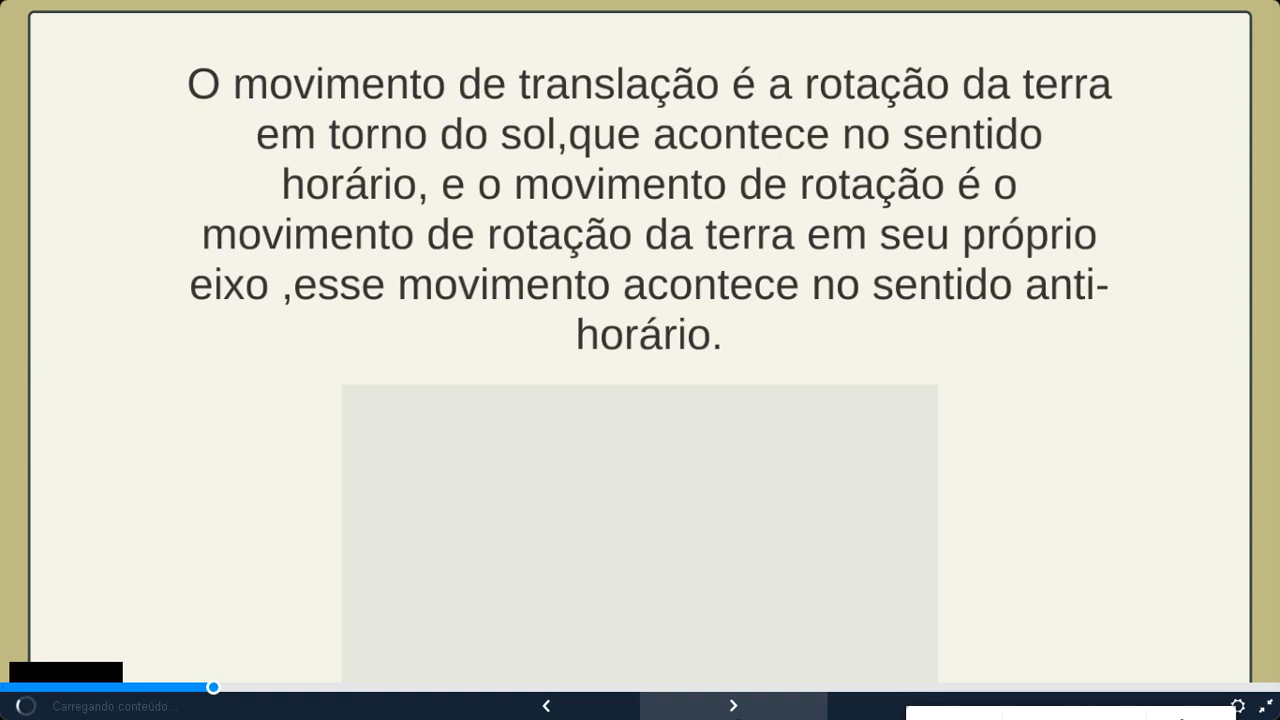 O movimento de translação é a rotação da terra
em torno do sol,que acontece no sentido
horário, e o movimento de rotação é o
movimento de rotação da terra em seu próprio
eixo ,esse movimento acontece no sentido anti-
horário.
Carregando conteúdo...